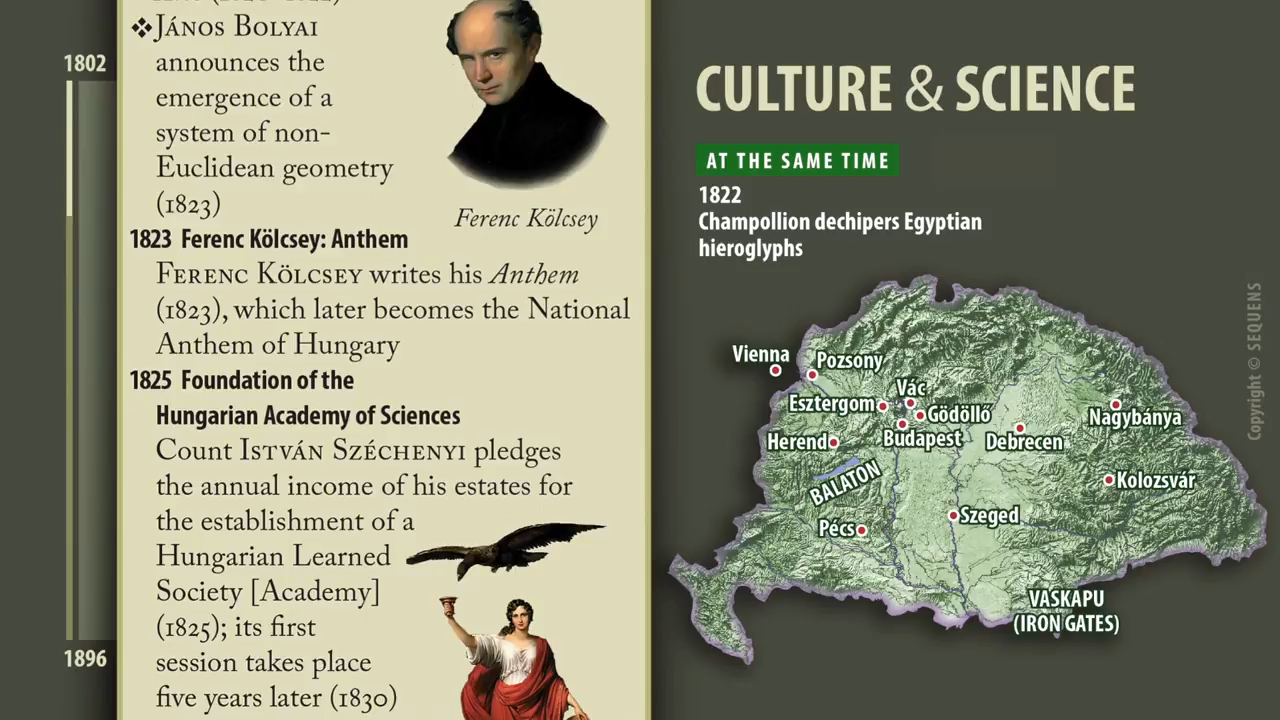 1802
❖JÁNOS BOLYAI
announces the
emergence of a
system of non-
Euclidean geometry
(1823)
Ferenc Kölcsey
1823 Ferenc Kölcsey: Anthem
FERENC KÖLCSEY writes his Anthem
(1823), which later becomes the National
Anthem of Hungary
1825 Foundation of the
Hungarian Academy of Sciences
Count ISTVÁN SZÉCHENYI pledges
the annual income of his estates for
the establishment of a
Hungarian Learned
Society [Academy]
(1825); its first
session takes place
five years later (1830)
1896
CULTURE & SCIENCE
AT THE SAME TIME
1822
Champollion dechipers Egyptian
hieroglyphs
Vienna
Pozsony
Vác
Esztergom
Gödöllő
Nagybánya
Herend
Budapest
Debrecen
BALATON
Kolozsvár
Szeged
Pécs
VASKAPU
(IRON GATES)
Copyright © SEQUENS